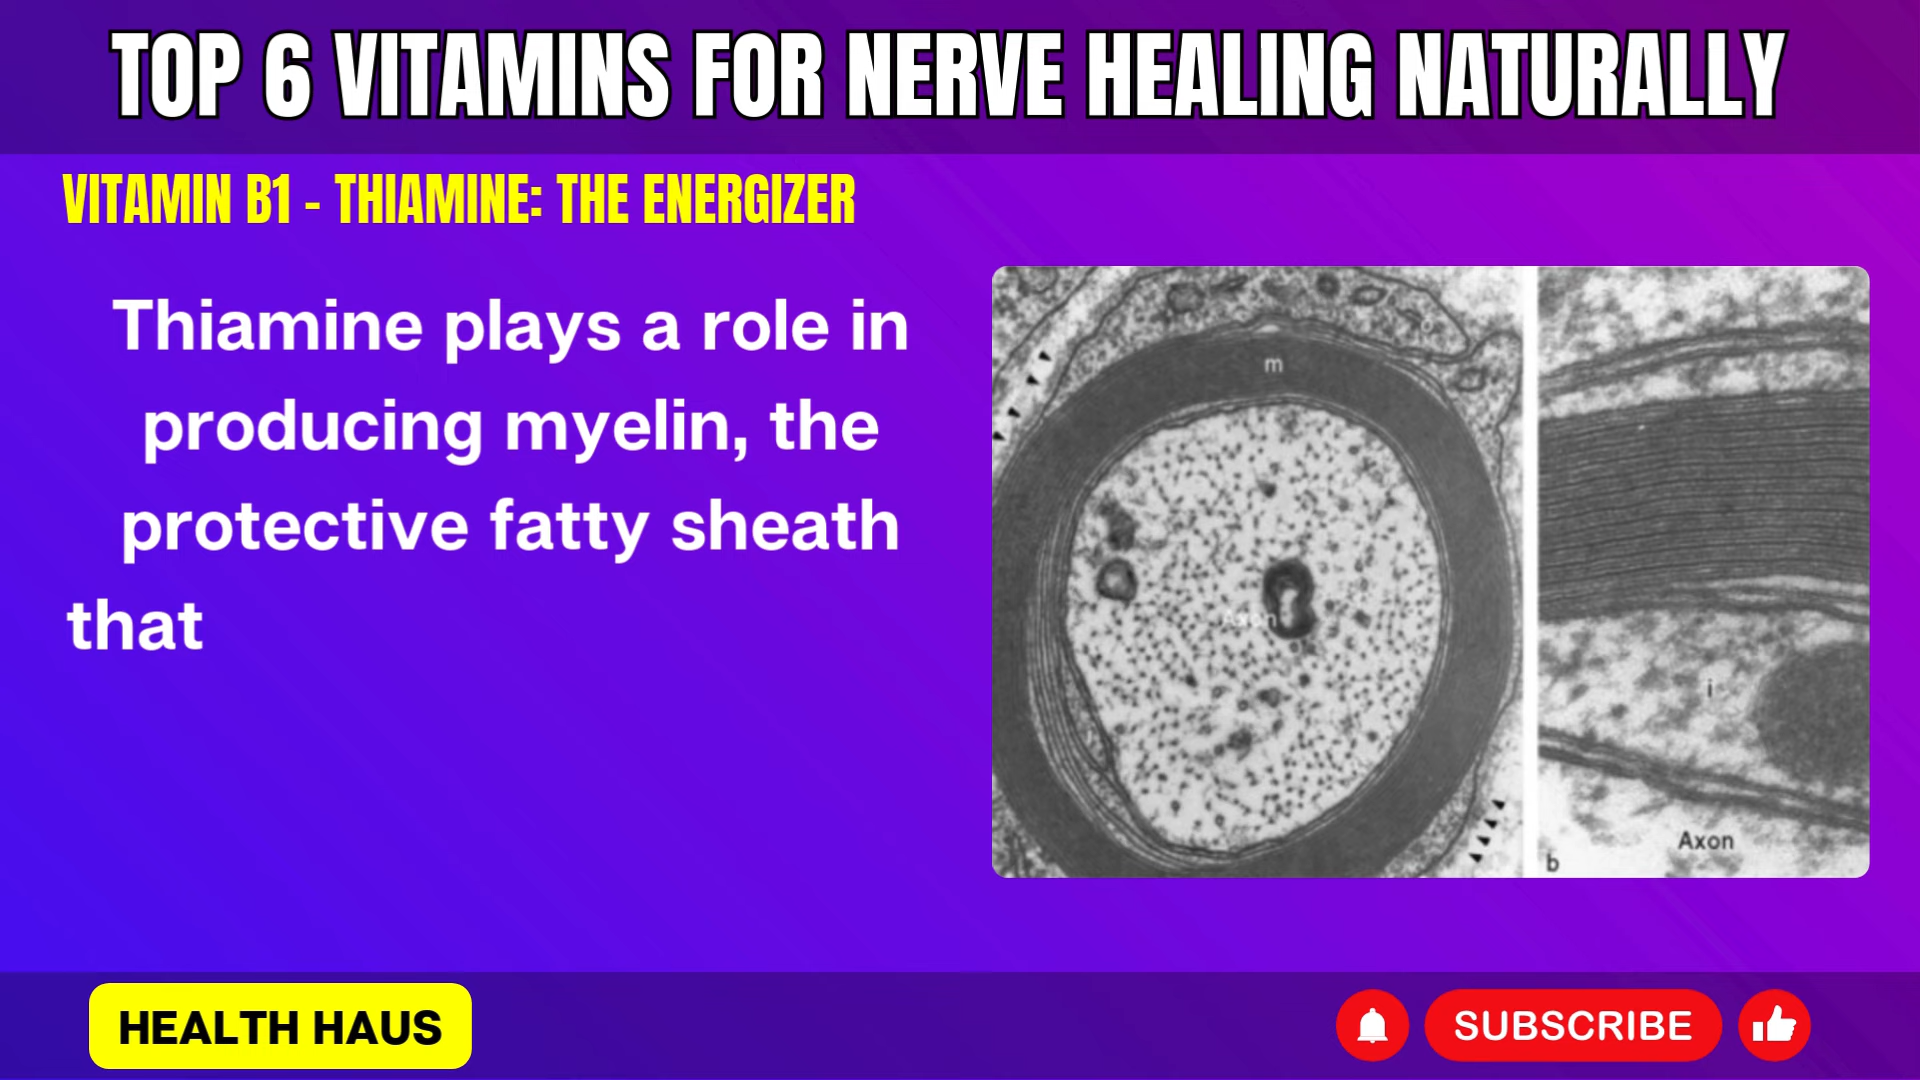 TOP 6 VITAMINS FOR NERVE HEALING NATURALLY
VITAMIN B1 - THIAMINE: THE ENERGIZER
Thiamine plays a role in
producing myelin, the
protective fatty sheath
that
m
Axon
i
Axon
b
HEALTH HAUS
SUBSCRIBE